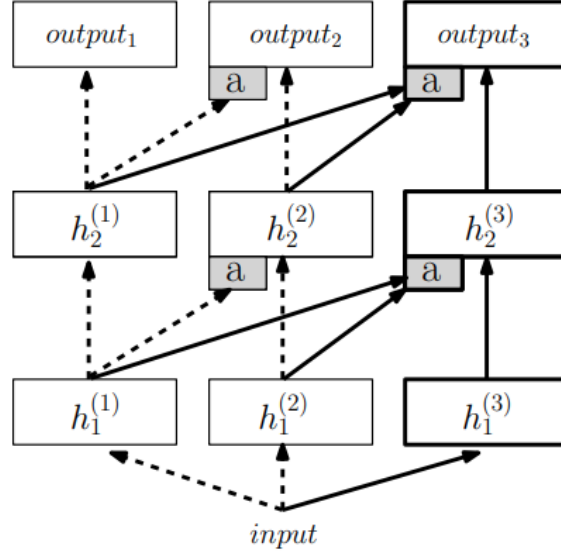 output₁ output₂ output₃
a a
h₂⁽¹⁾ h₂⁽²⁾ h₂⁽³⁾
a a
h₁⁽¹⁾ h₁⁽²⁾ h₁⁽³⁾
input